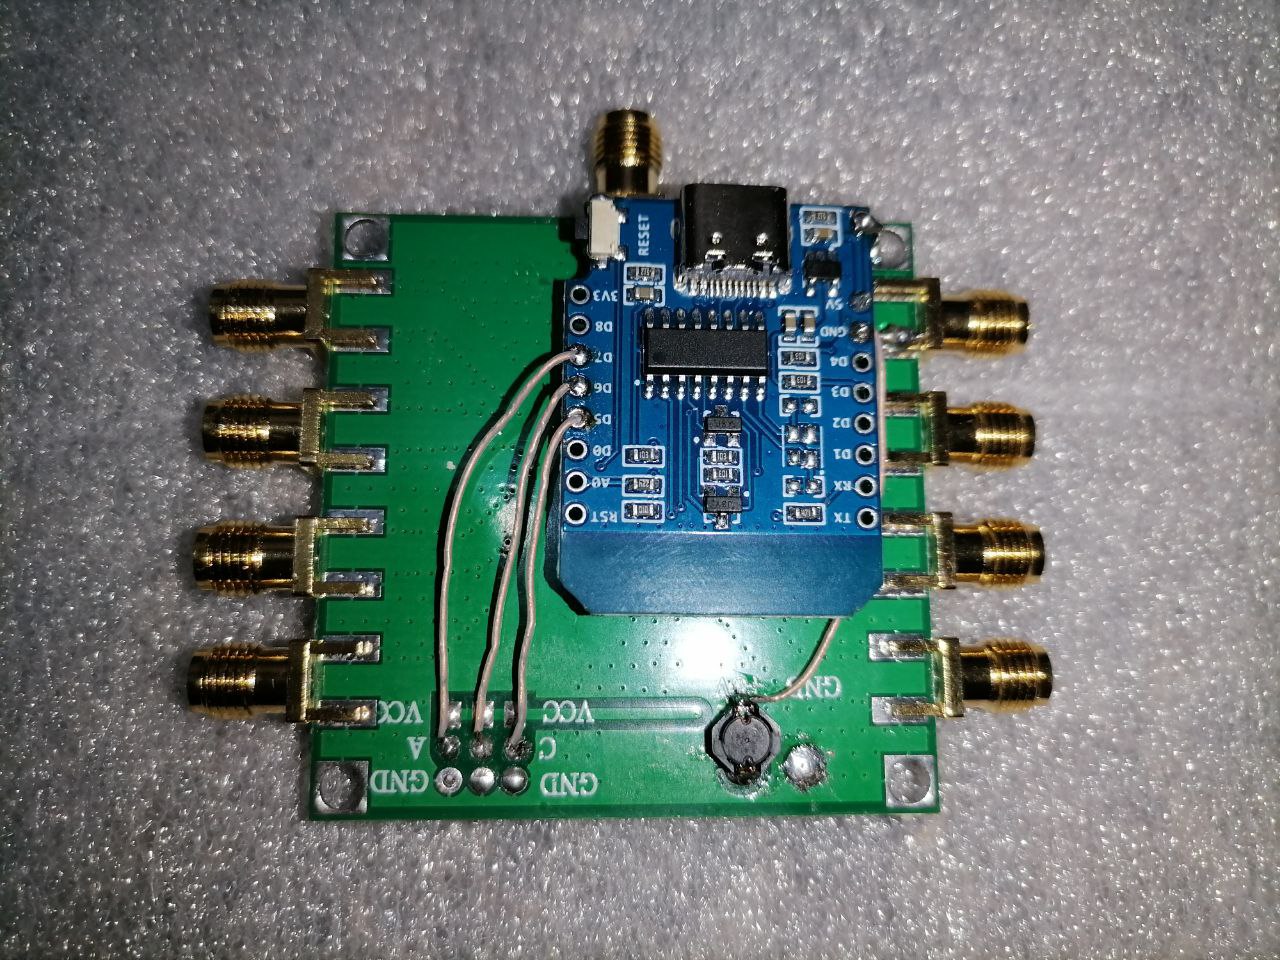 RESET
3V3
D8
D7
D6
D5
D0
A0
RST
5V
GND
D4
D3
D2
D1
RX
TX
GND
VCC
VCC
A
C
GND
GND